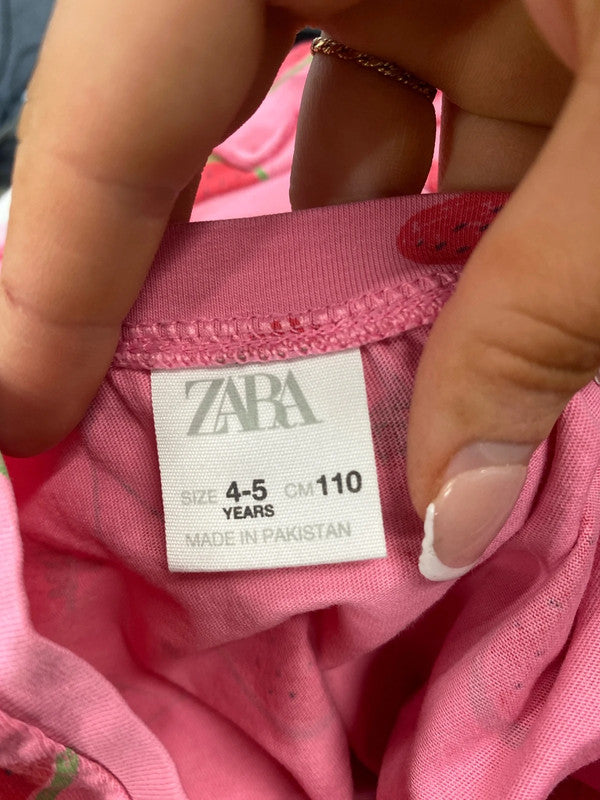 ZARA
SIZE 4-5 CM 110
YEARS
MADE IN PAKISTAN